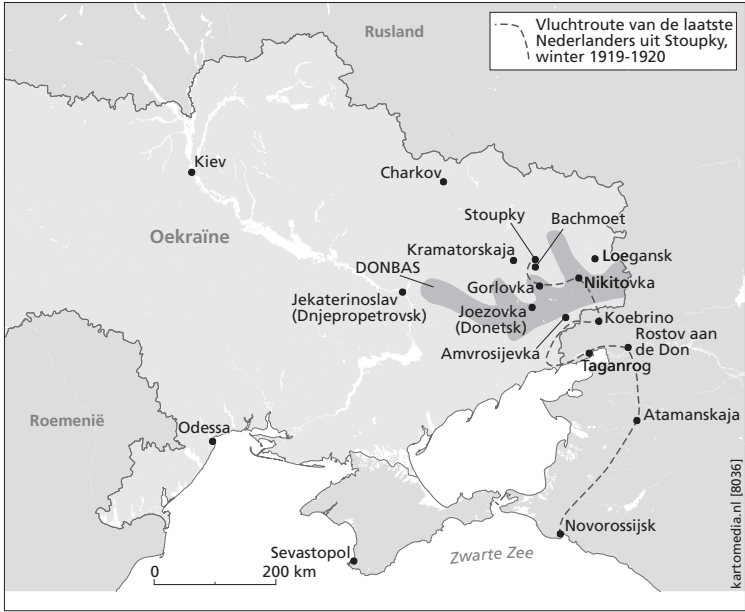 Rusland
Vluchtroute van de laatste
Nederlanders uit Stoupky,
winter 1919-1920
Kiev
Charkov
Oekraïne
Stoupky
Bachmoet
Kramatorskaja
Loegansk
DONBAS
Gorlovka
Nikitovka
Jekaterinoslav
(Dnjepropetrovsk)
Joezovka
(Donetsk)
Koebrino
Amvrosijevka
Rostov aan
de Don
Taganrog
Roemenië
Odessa
Atamanskaja
Novorossijsk
Sevastopol
Zwarte Zee
0 200 km
kartomedia.nl [8036]